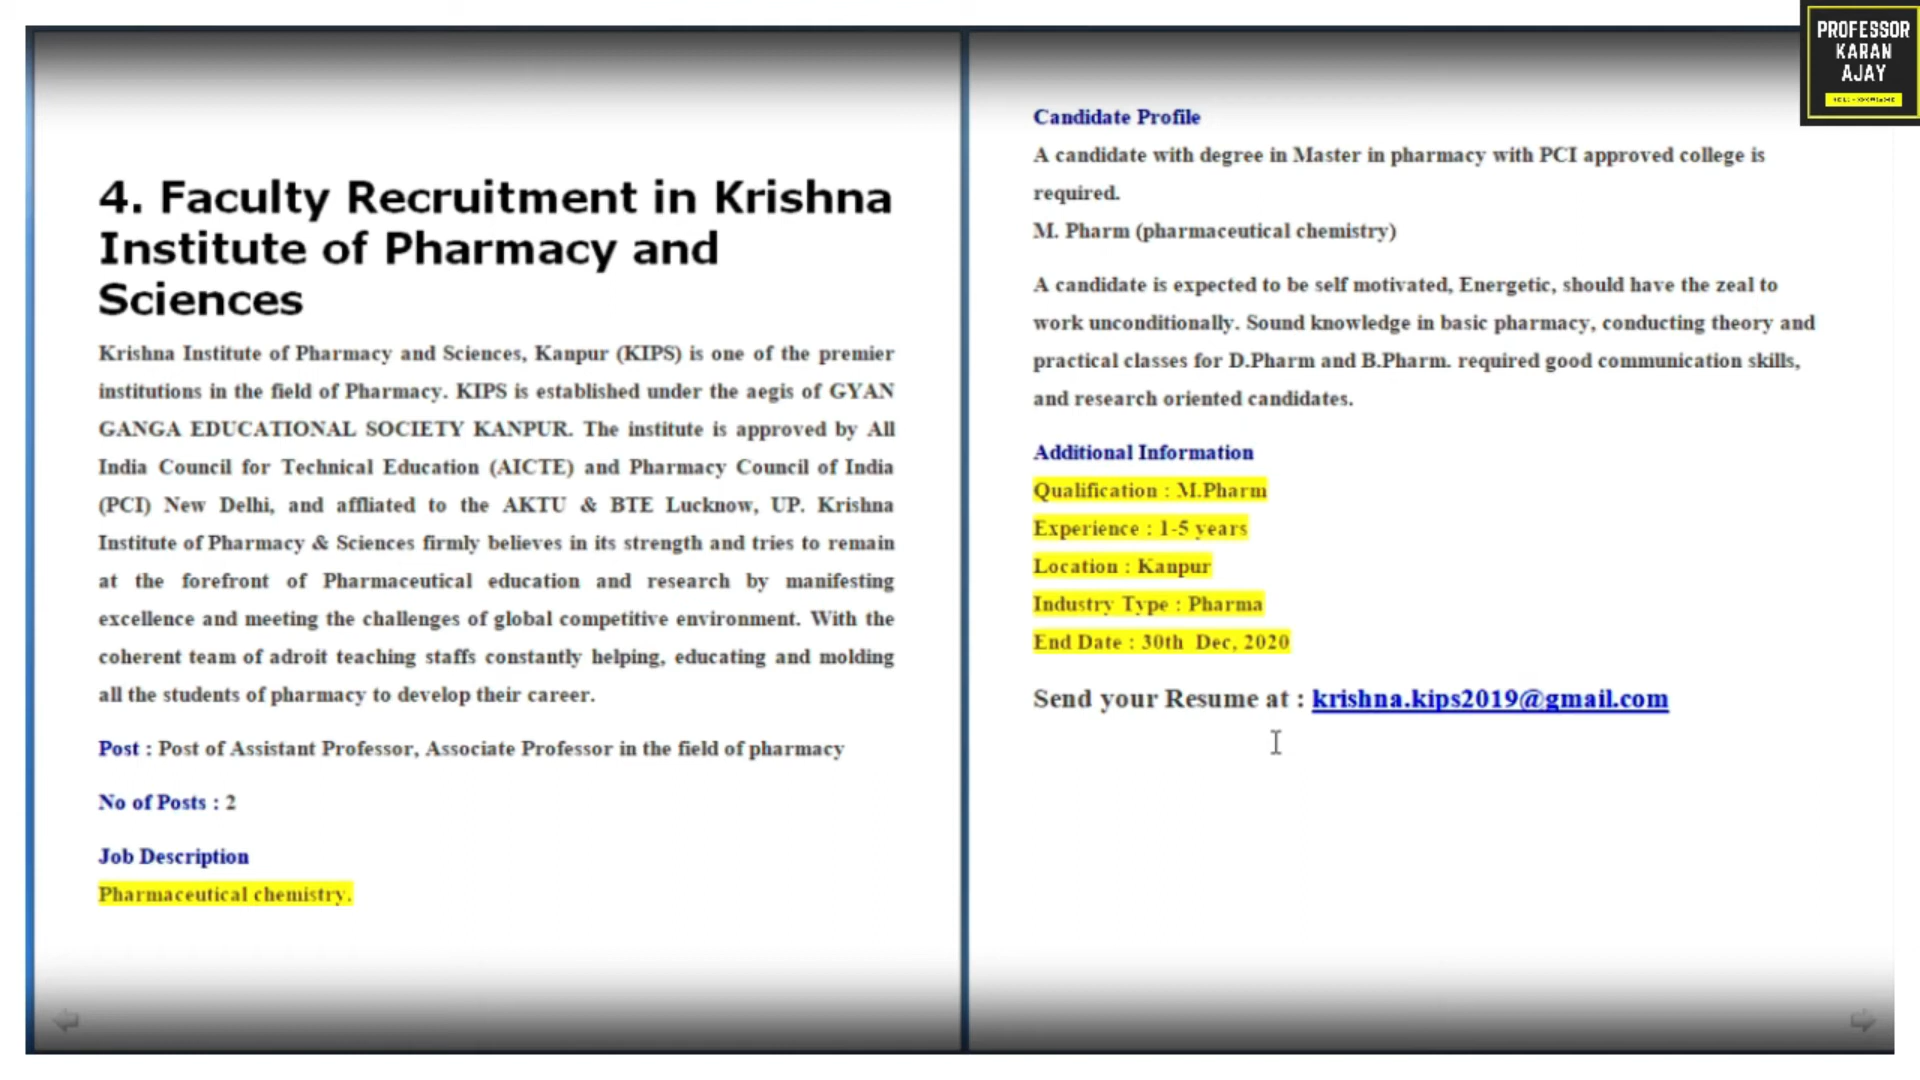 PROFESSOR
KARAN
AJAY
4. Faculty Recruitment in Krishna
Institute of Pharmacy and
Sciences
Krishna Institute of Pharmacy and Sciences, Kanpur (KIPS) is one of the premier
institutions in the field of Pharmacy. KIPS is established under the aegis of GYAN
GANGA EDUCATIONAL SOCIETY KANPUR. The institute is approved by All
India Council for Technical Education (AICTE) and Pharmacy Council of India
(PCI) New Delhi, and affliated to the AKTU & BTE Lucknow, UP. Krishna
Institute of Pharmacy & Sciences firmly believes in its strength and tries to remain
at the forefront of Pharmaceutical education and research by manifesting
excellence and meeting the challenges of global competitive environment. With the
coherent team of adroit teaching staffs constantly helping, educating and molding
all the students of pharmacy to develop their career.
Post : Post of Assistant Professor, Associate Professor in the field of pharmacy
No of Posts : 2
Job Description
Pharmaceutical chemistry.
Candidate Profile
A candidate with degree in Master in pharmacy with PCI approved college is
required.
M. Pharm (pharmaceutical chemistry)
A candidate is expected to be self motivated, Energetic, should have the zeal to
work unconditionally. Sound knowledge in basic pharmacy, conducting theory and
practical classes for D.Pharm and B.Pharm. required good communication skills,
and research oriented candidates.
Additional Information
Qualification : M.Pharm
Experience : 1-5 years
Location : Kanpur
Industry Type : Pharma
End Date : 30th Dec, 2020
Send your Resume at : krishna.kips2019@gmail.com